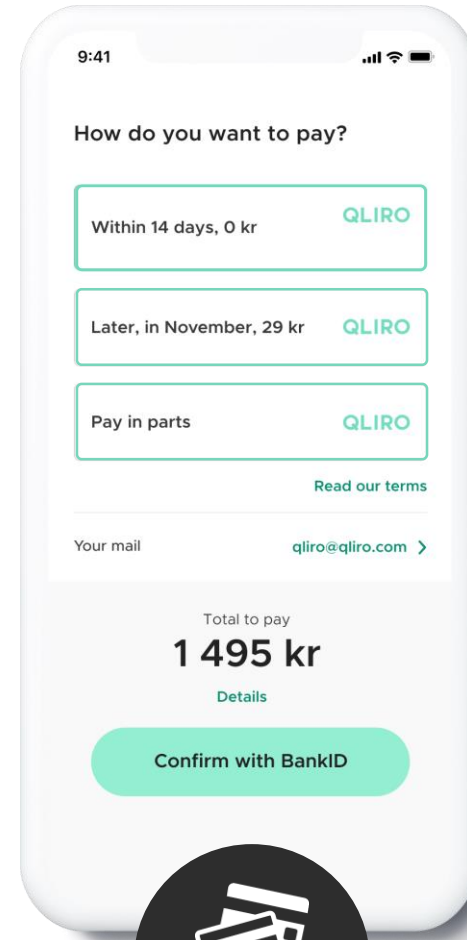 9:41
How do you want to pay?
Within 14 days, 0 kr QLIRO
Later, in November, 29 kr QLIRO
Pay in parts QLIRO
Read our terms
Your mail qliro@qliro.com
Total to pay
1 495 kr
Details
Confirm with BankID